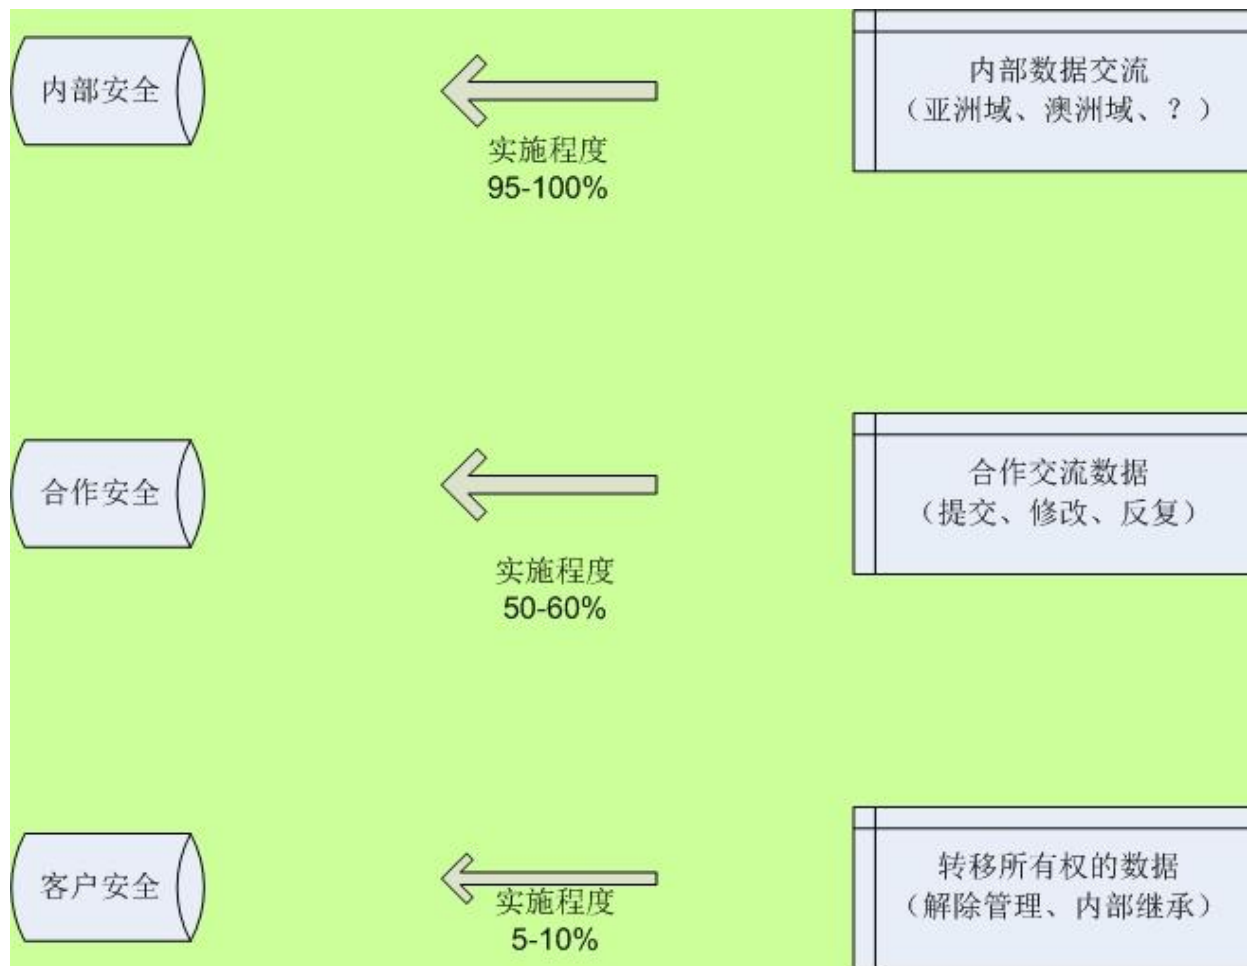 内部安全
实施程度
95-100%
内部数据交流
（亚洲域、澳洲域、？）
合作安全
实施程度
50-60%
合作交流数据
（提交、修改、反复）
客户安全
实施程度
5-10%
转移所有权的数据
（解除管理、内部继承）